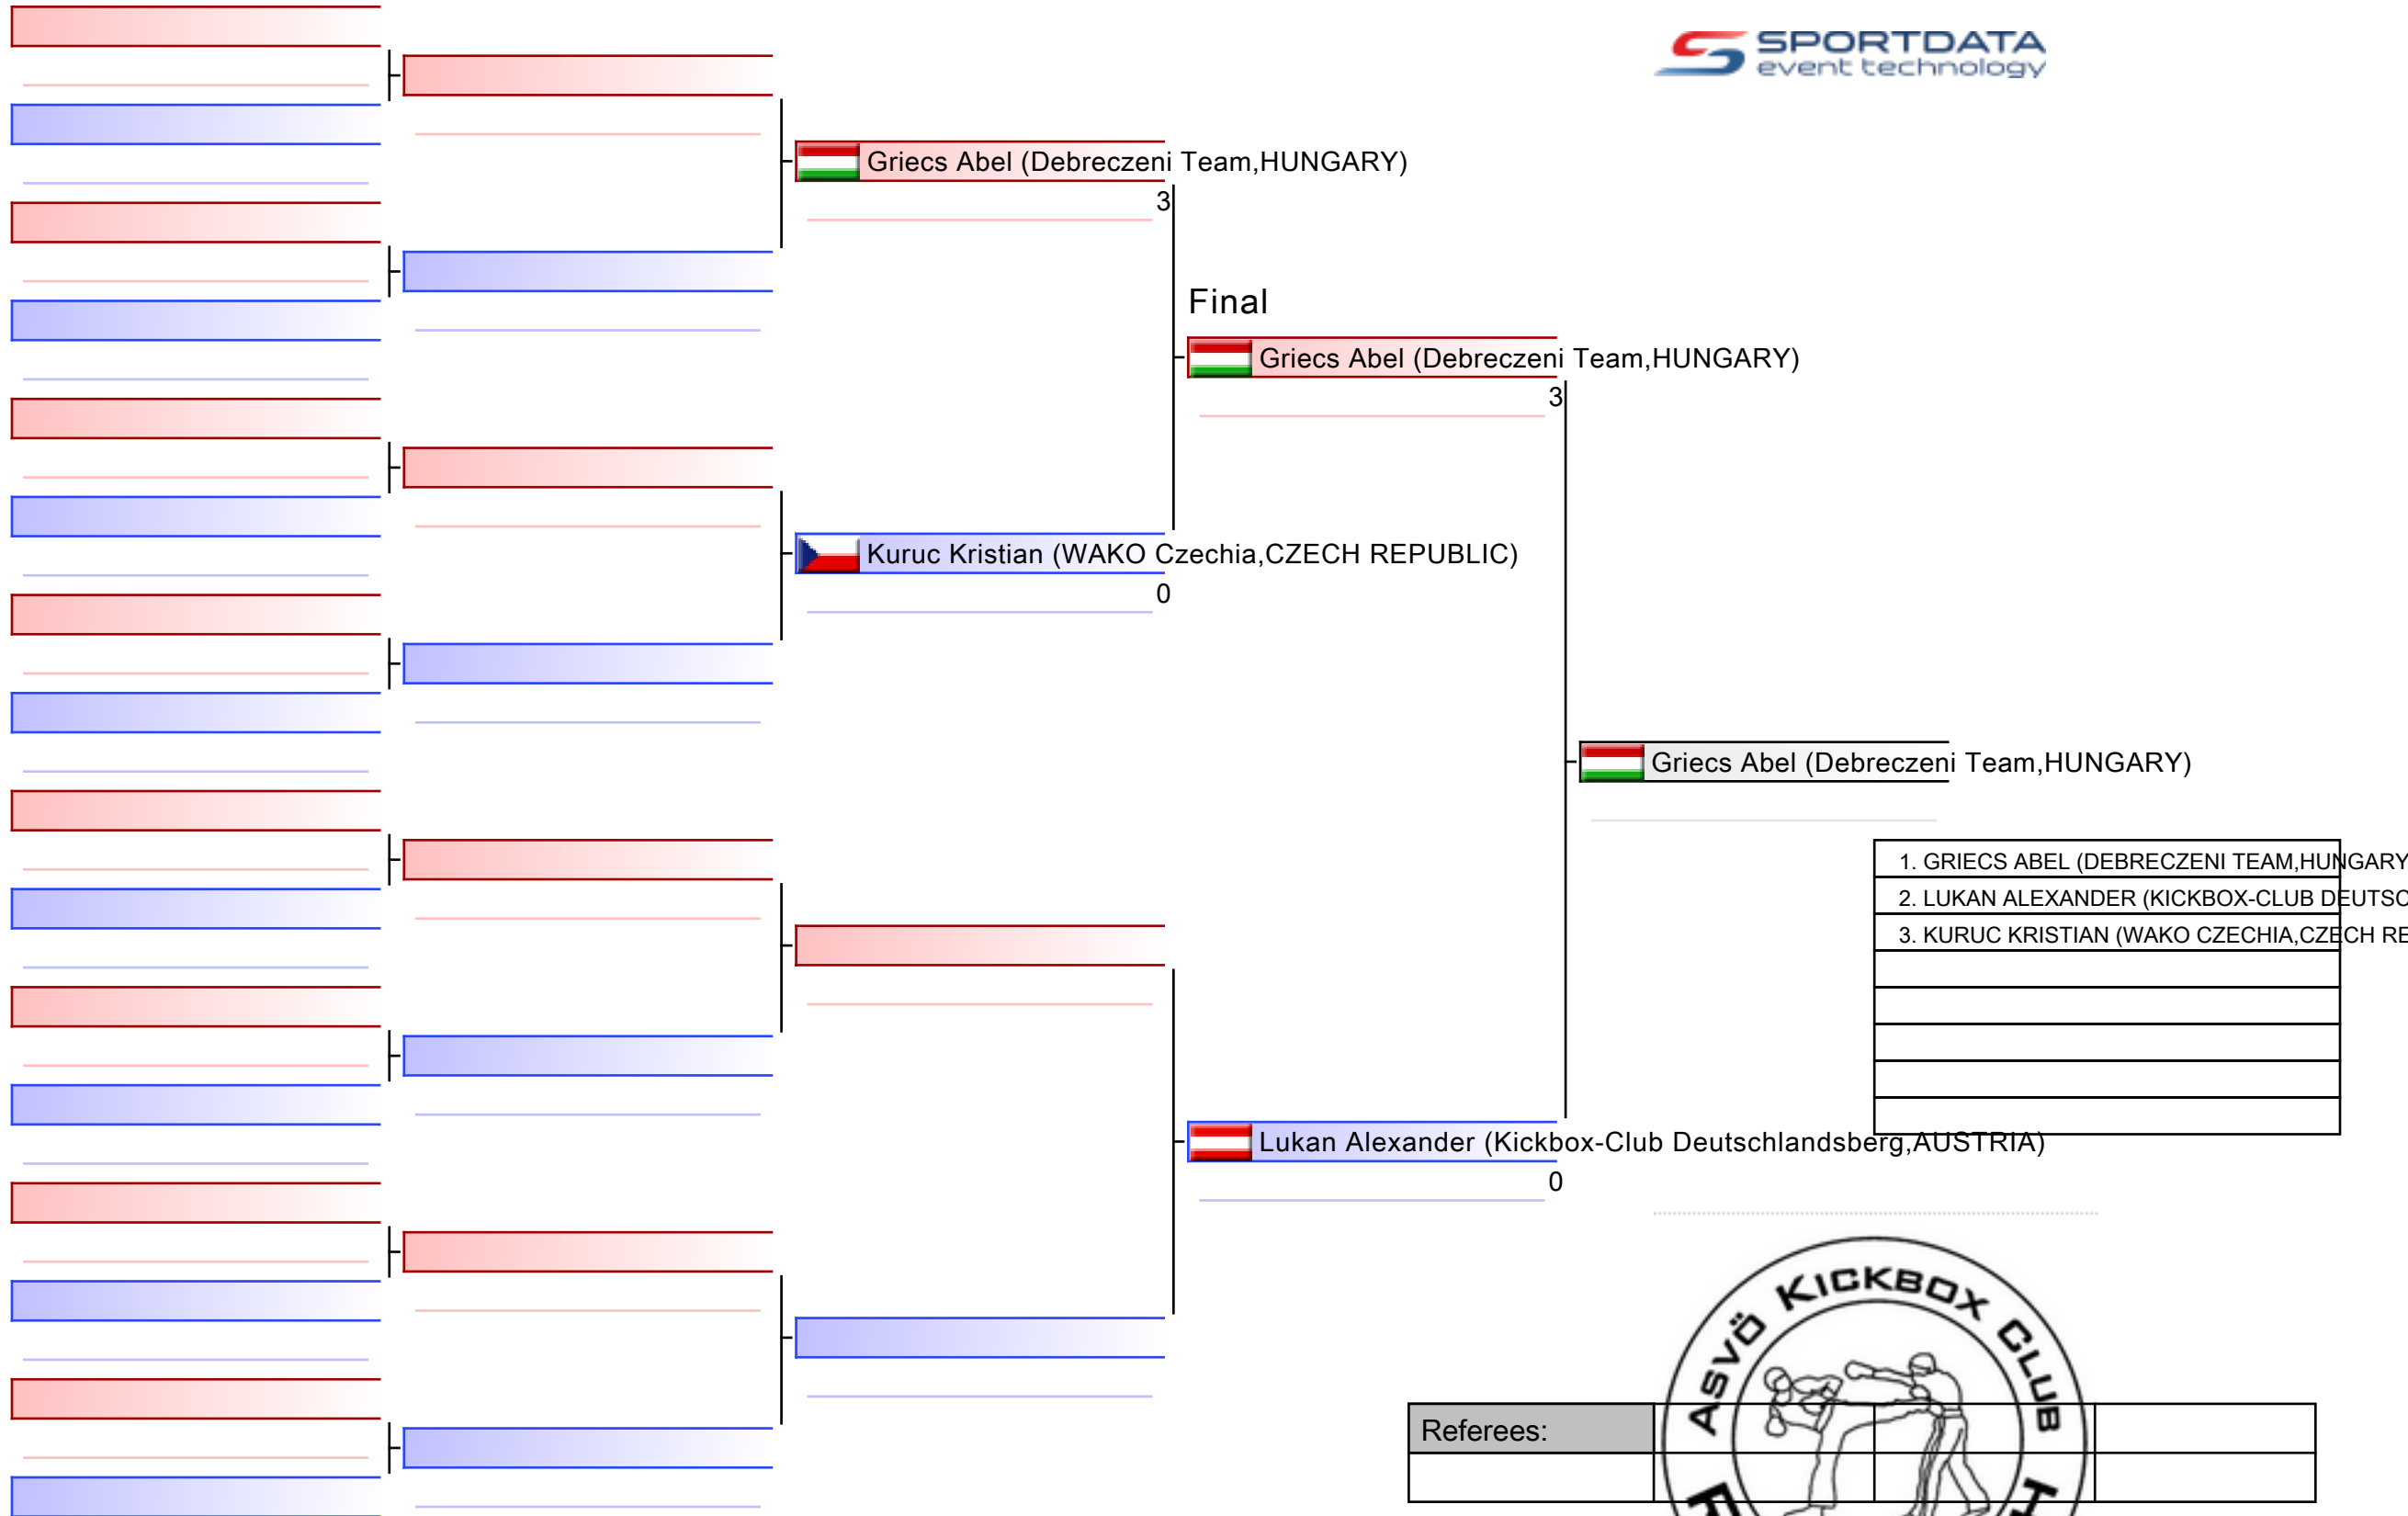 SPORTDATA
event technology
Griecs Abel (Debreczeni Team,HUNGARY)
3
Final
Griecs Abel (Debreczeni Team,HUNGARY)
3
Kuruc Kristian (WAKO Czechia,CZECH REPUBLIC)
0
Griecs Abel (Debreczeni Team,HUNGARY)
1. GRIECS ABEL (DEBRECZENI TEAM,HUNGARY
2. LUKAN ALEXANDER (KICKBOX-CLUB DEUTSC
3. KURUC KRISTIAN (WAKO CZECHIA,CZECH RE
Lukan Alexander (Kickbox-Club Deutschlandsberg,AUSTRIA)
0
ASVÖ KICKBOX CLUB
Referees: